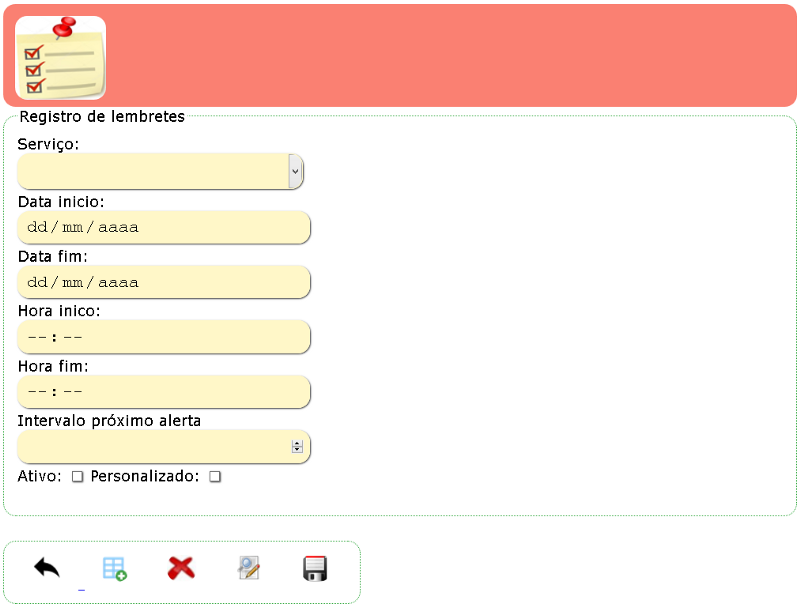 Registro de lembretes
Serviço:
Data inicio:
dd/mm/aaaa
Data fim:
dd/mm/aaaa
Hora inico:
--:--
Hora fim:
--:--
Intervalo próximo alerta
Ativo: Personalizado: